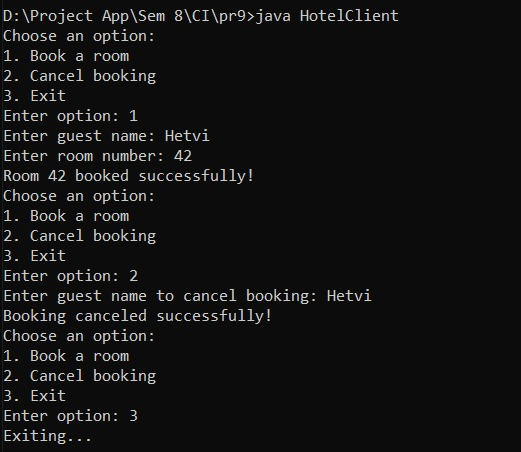 D:\Project App\Sem 8\CI\pr9>java HotelClient
Choose an option:
1. Book a room
2. Cancel booking
3. Exit
Enter option: 1
Enter guest name: Hetvi
Enter room number: 42
Room 42 booked successfully!
Choose an option:
1. Book a room
2. Cancel booking
3. Exit
Enter option: 2
Enter guest name to cancel booking: Hetvi
Booking canceled successfully!
Choose an option:
1. Book a room
2. Cancel booking
3. Exit
Enter option: 3
Exiting...